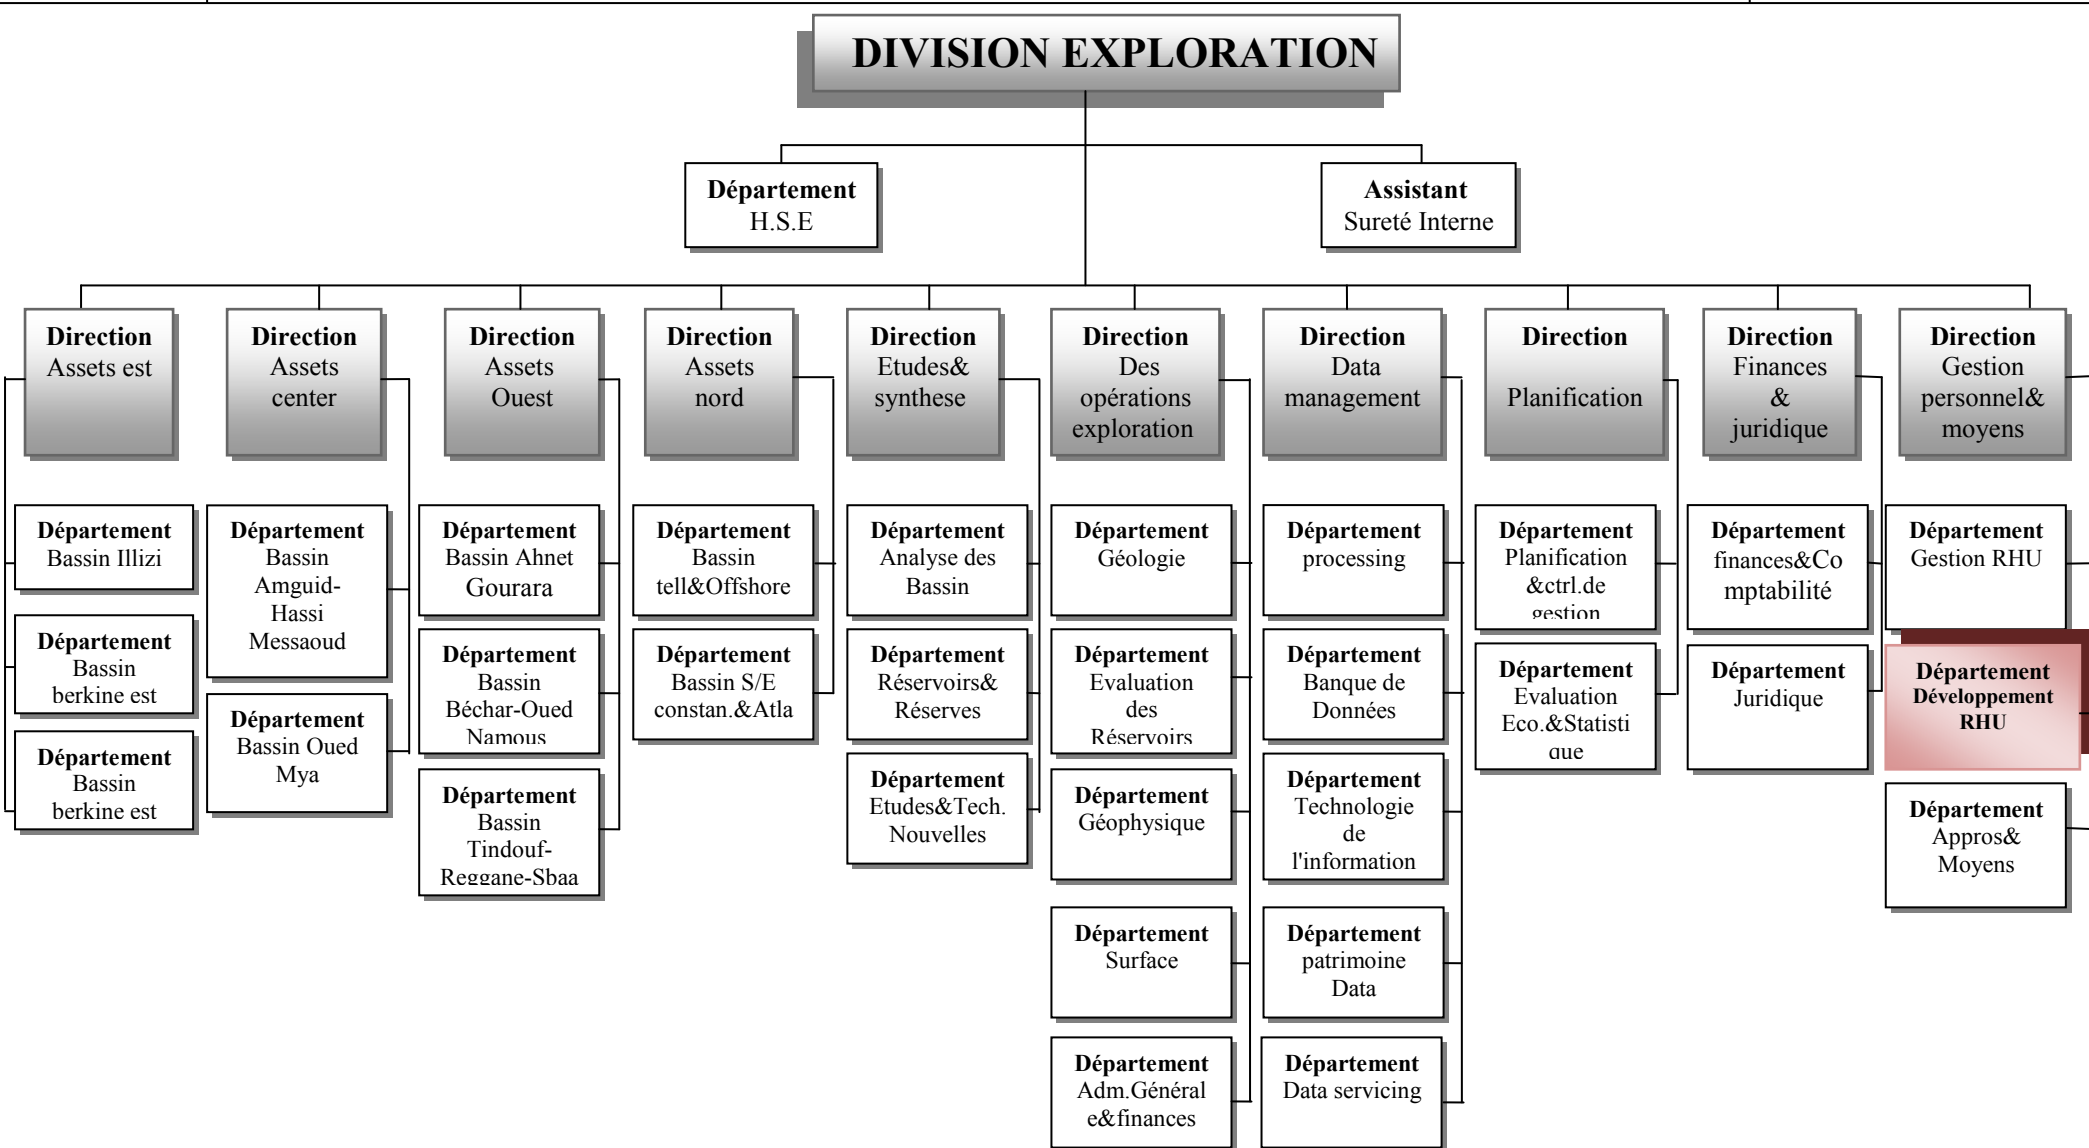 DIVISION EXPLORATION
Département
H.S.E
Assistant
Sureté Interne
Direction
Assets est
Direction
Assets
center
Direction
Assets
Ouest
Direction
Assets
nord
Direction
Etudes&
synthese
Direction
Des
opérations
exploration
Direction
Data
management
Direction
Planification
Direction
Finances
&
juridique
Direction
Gestion
personnel&
moyens
Département
Bassin Illizi
Département
Bassin
berkine est
Département
Bassin
berkine est
Département
Bassin
Amguid-
Hassi
Messaoud
Département
Bassin Oued
Mya
Département
Bassin Ahnet
Gourara
Département
Bassin
Béchar-Oued
Namous
Département
Bassin
Tindouf-
Reggane-Sbaa
Département
Bassin
tell&Offshore
Département
Bassin S/E
constan.&Atla
Département
Analyse des
Bassin
Département
Réservoirs&
Réserves
Département
Etudes&Tech.
Nouvelles
Département
Géologie
Département
Evaluation
des
Réservoirs
Département
Géophysique
Département
Surface
Département
Adm.Général
e&finances
Département
processing
Département
Banque de
Données
Département
Technologie
de
l'information
Département
patrimoine
Data
Département
Data servicing
Département
Planification
&ctrl.de
gestion
Département
Evaluation
Eco.&Statisti
que
Département
finances&Co
mptabilité
Département
Juridique
Département
Gestion RHU
Département
Développement
RHU
Département
Appros&
Moyens